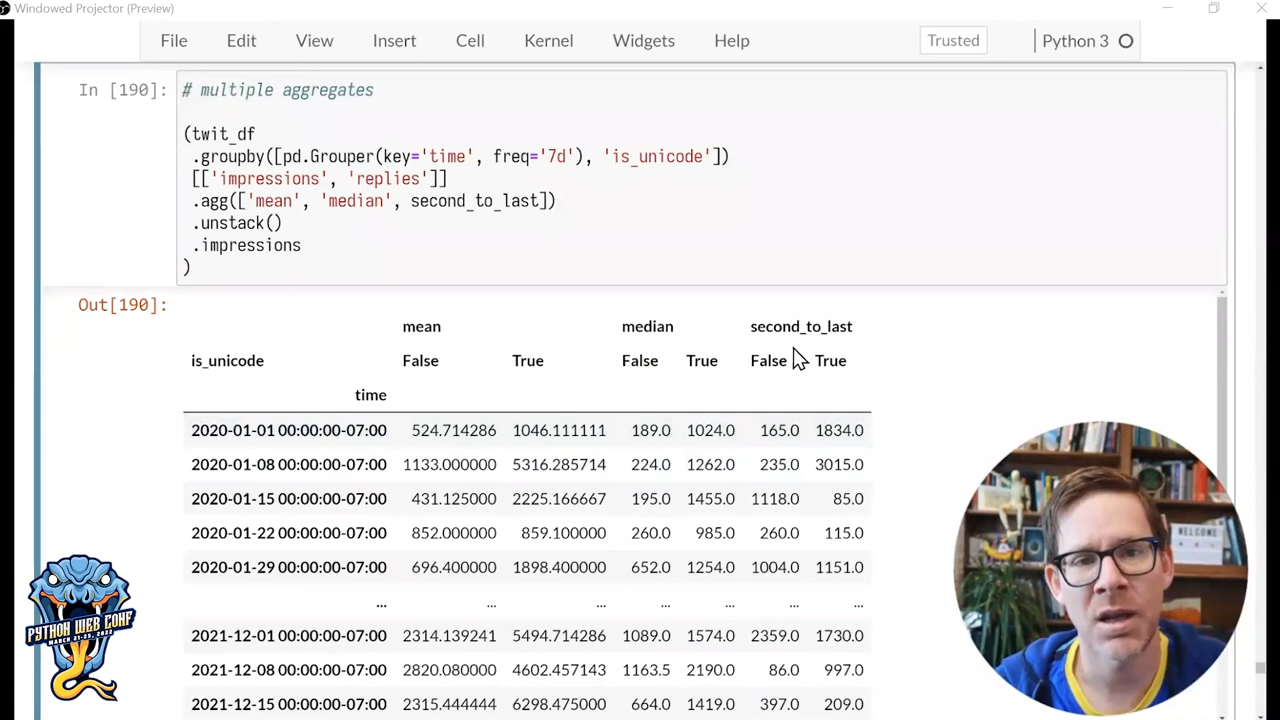 Windowed Projector (Preview)
File Edit View Insert Cell Kernel Widgets Help Trusted Python 3
In [190]:
# multiple aggregates
(twit_df
.groupby([pd.Grouper(key='time', freq='7d'), 'is_unicode'])
[['impressions', 'replies']]
.agg(['mean', 'median', second_to_last])
.unstack()
.impressions
)
Out[190]:
mean median second_to_last
is_unicode False True False True False True
time
2020-01-01 00:00:00-07:00 524.714286 1046.111111 189.0 1024.0 165.0 1834.0
2020-01-08 00:00:00-07:00 1133.000000 5316.285714 224.0 1262.0 235.0 3015.0
2020-01-15 00:00:00-07:00 431.125000 2225.166667 195.0 1455.0 1118.0 85.0
2020-01-22 00:00:00-07:00 852.000000 859.100000 260.0 985.0 260.0 115.0
2020-01-29 00:00:00-07:00 696.400000 1898.400000 652.0 1254.0 1004.0 1151.0
... ... ... ... ... ... ...
2021-12-01 00:00:00-07:00 2314.139241 5494.714286 1089.0 1574.0 2359.0 1730.0
2021-12-08 00:00:00-07:00 2820.080000 4602.457143 1163.5 2190.0 86.0 997.0
2021-12-15 00:00:00-07:00 2315.444444 6298.475000 664.0 1419.0 397.0 209.0
PYTHON WEB CONF
MARCH 21-25, 2022
WELCOME